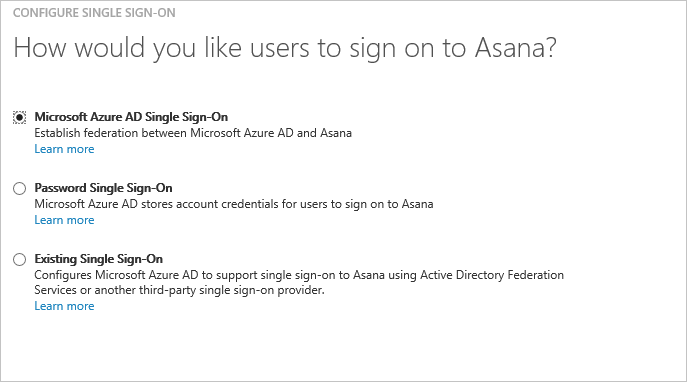 CONFIGURE SINGLE SIGN-ON
How would you like users to sign on to Asana?
Microsoft Azure AD Single Sign-On
Establish federation between Microsoft Azure AD and Asana
Learn more
Password Single Sign-On
Microsoft Azure AD stores account credentials for users to sign on to Asana
Learn more
Existing Single Sign-On
Configures Microsoft Azure AD to support single sign-on to Asana using Active Directory Federation
Services or another third-party single sign-on provider.
Learn more